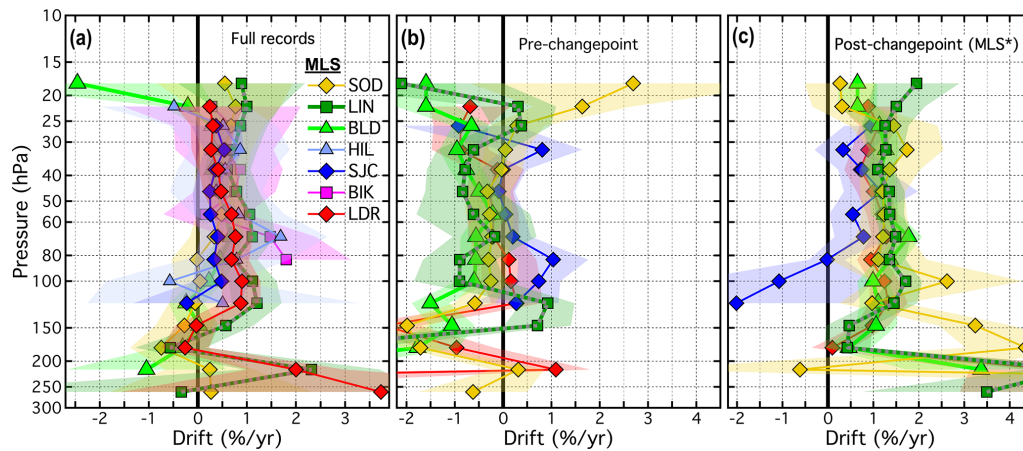 (a)
Full records
MLS
SOD
LIN
BLD
HIL
SJC
BIK
LDR
(b)
Pre-changepoint
(c)
Post-changepoint (MLS*)
Pressure (hPa)
10
15
20
25
30
40
50
60
70
80
100
150
200
250
300
-2 -1 0 1 2 3
-2 -1 0 1 2 3 4
-2 -1 0 1 2 3 4
Drift (%/yr)
Drift (%/yr)
Drift (%/yr)